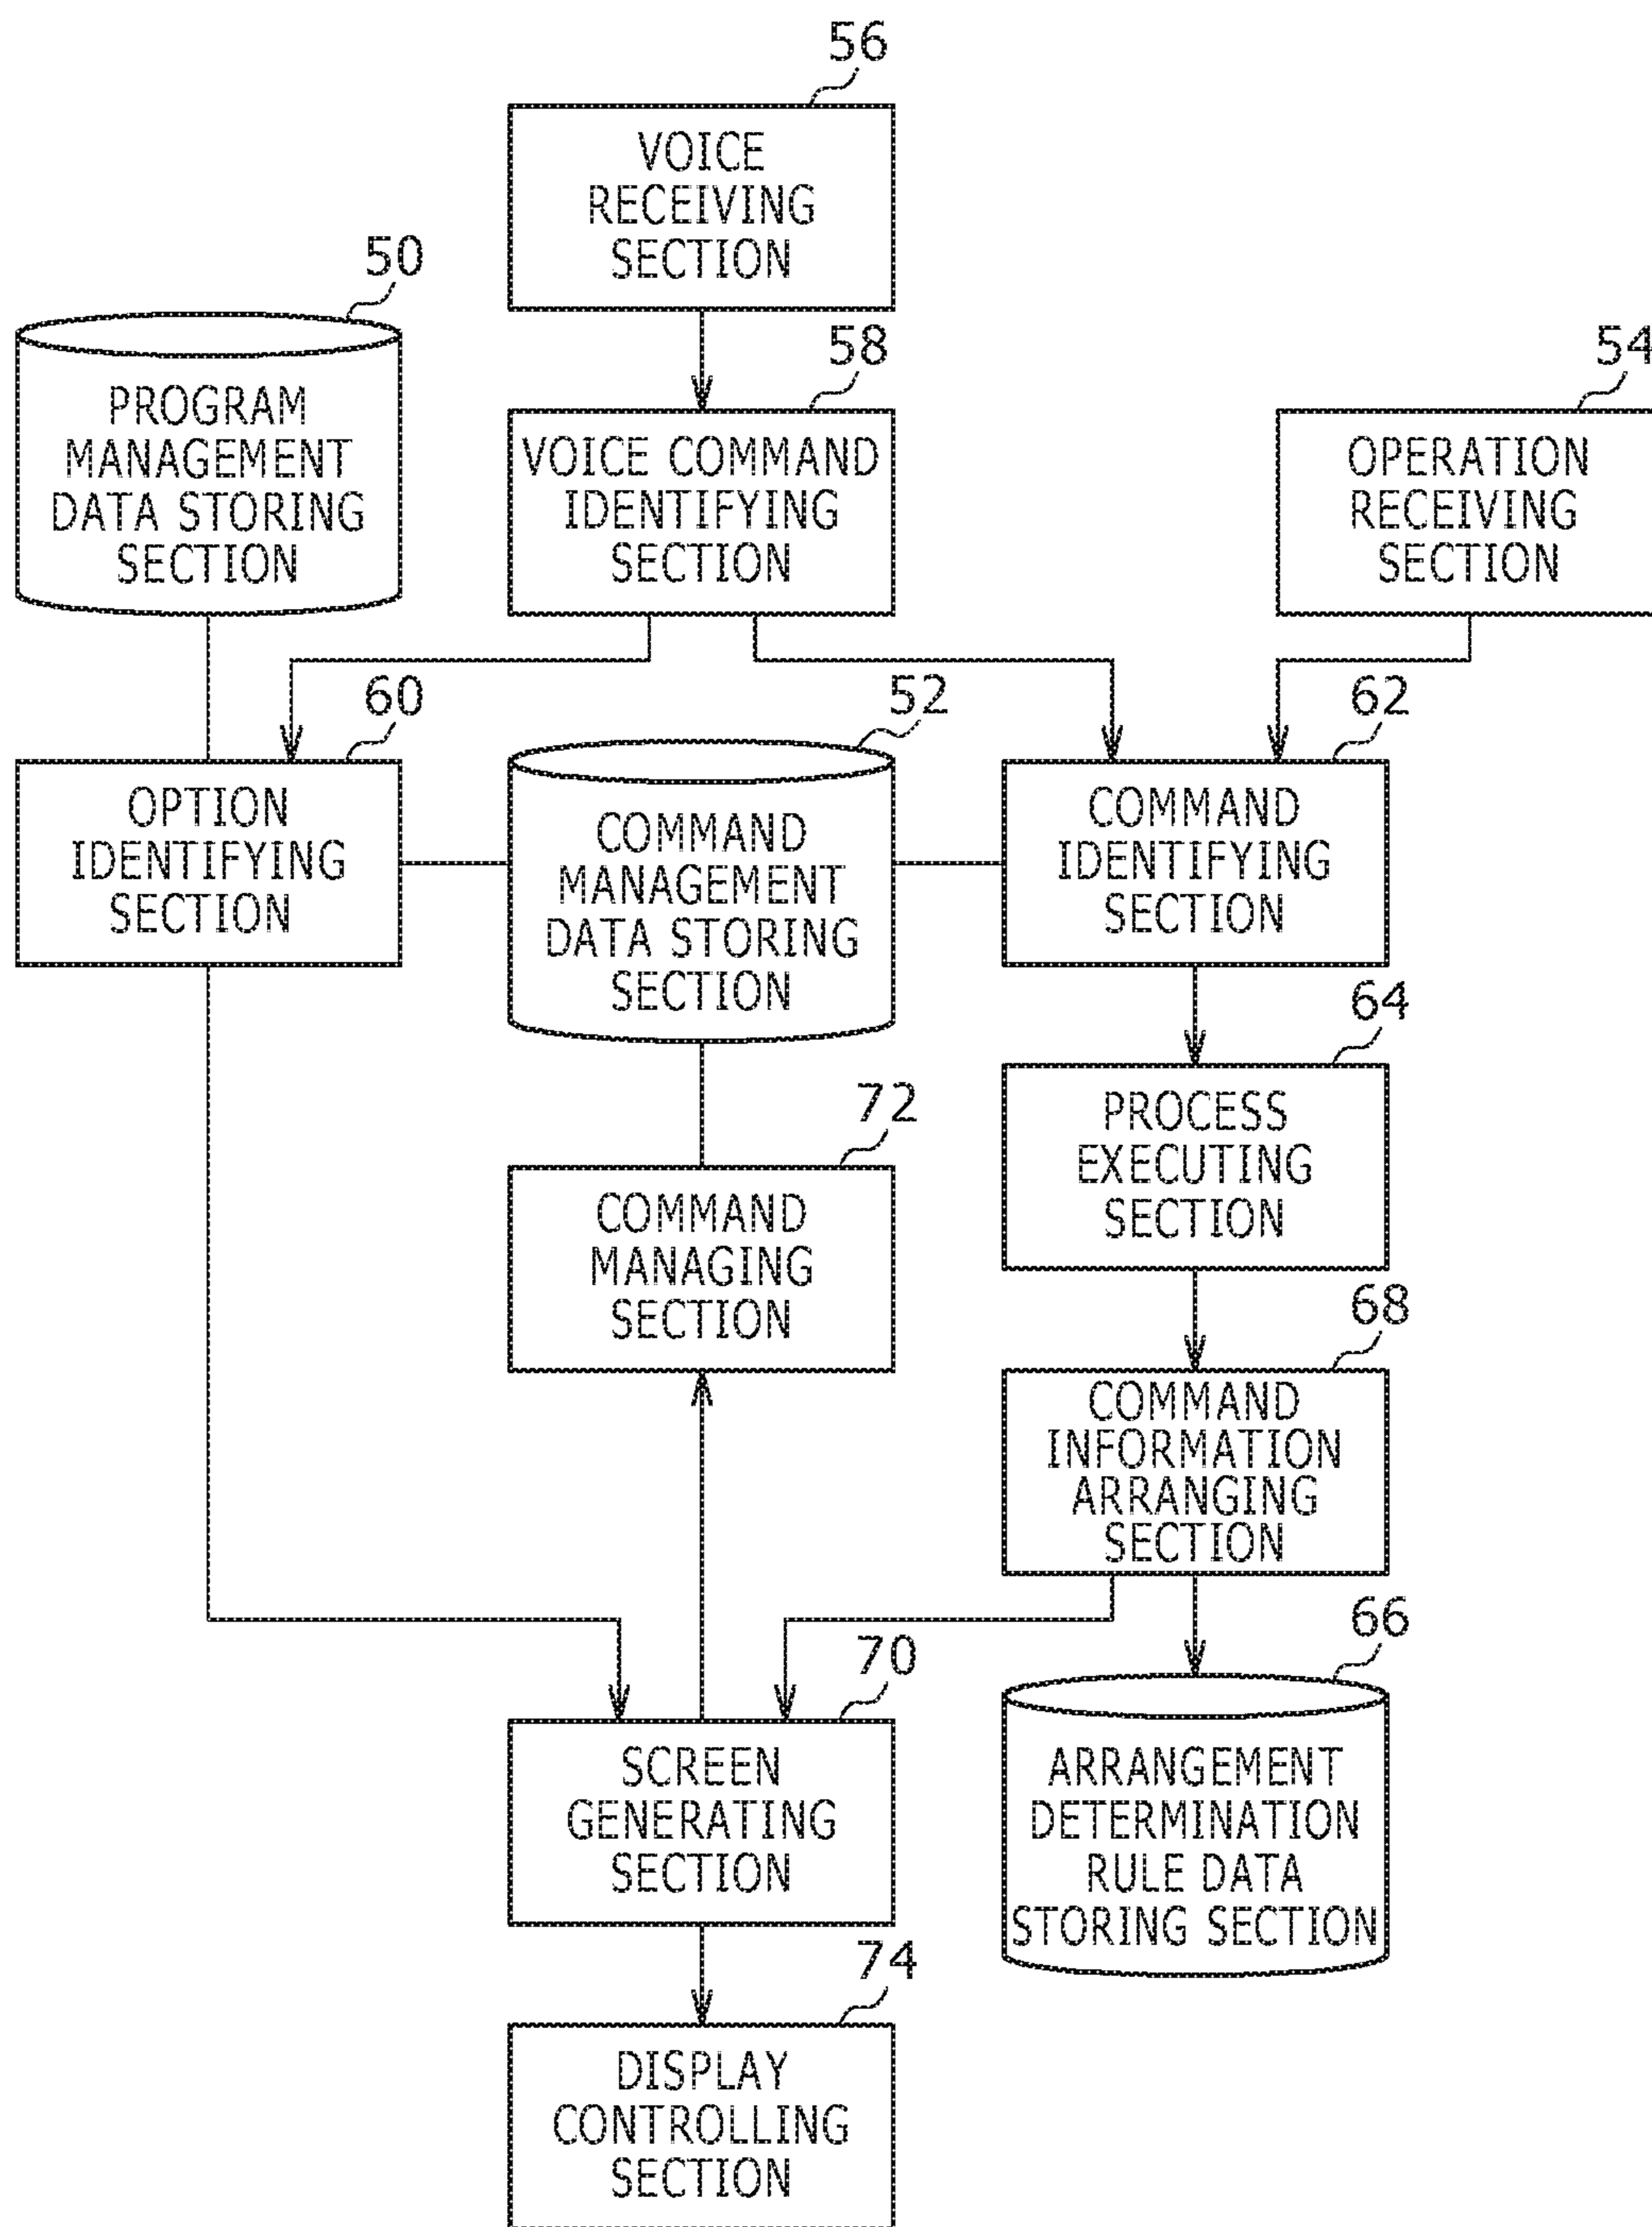 56
VOICE
RECEIVING
SECTION
50
PROGRAM
MANAGEMENT
DATA STORING
SECTION
58
VOICE COMMAND
IDENTIFYING
SECTION
54
OPERATION
RECEIVING
SECTION
60
OPTION
IDENTIFYING
SECTION
52
COMMAND
MANAGEMENT
DATA STORING
SECTION
62
COMMAND
IDENTIFYING
SECTION
64
PROCESS
EXECUTING
SECTION
72
COMMAND
MANAGING
SECTION
68
COMMAND
INFORMATION
ARRANGING
SECTION
70
SCREEN
GENERATING
SECTION
66
ARRANGEMENT
DETERMINATION
RULE DATA
STORING SECTION
74
DISPLAY
CONTROLLING
SECTION